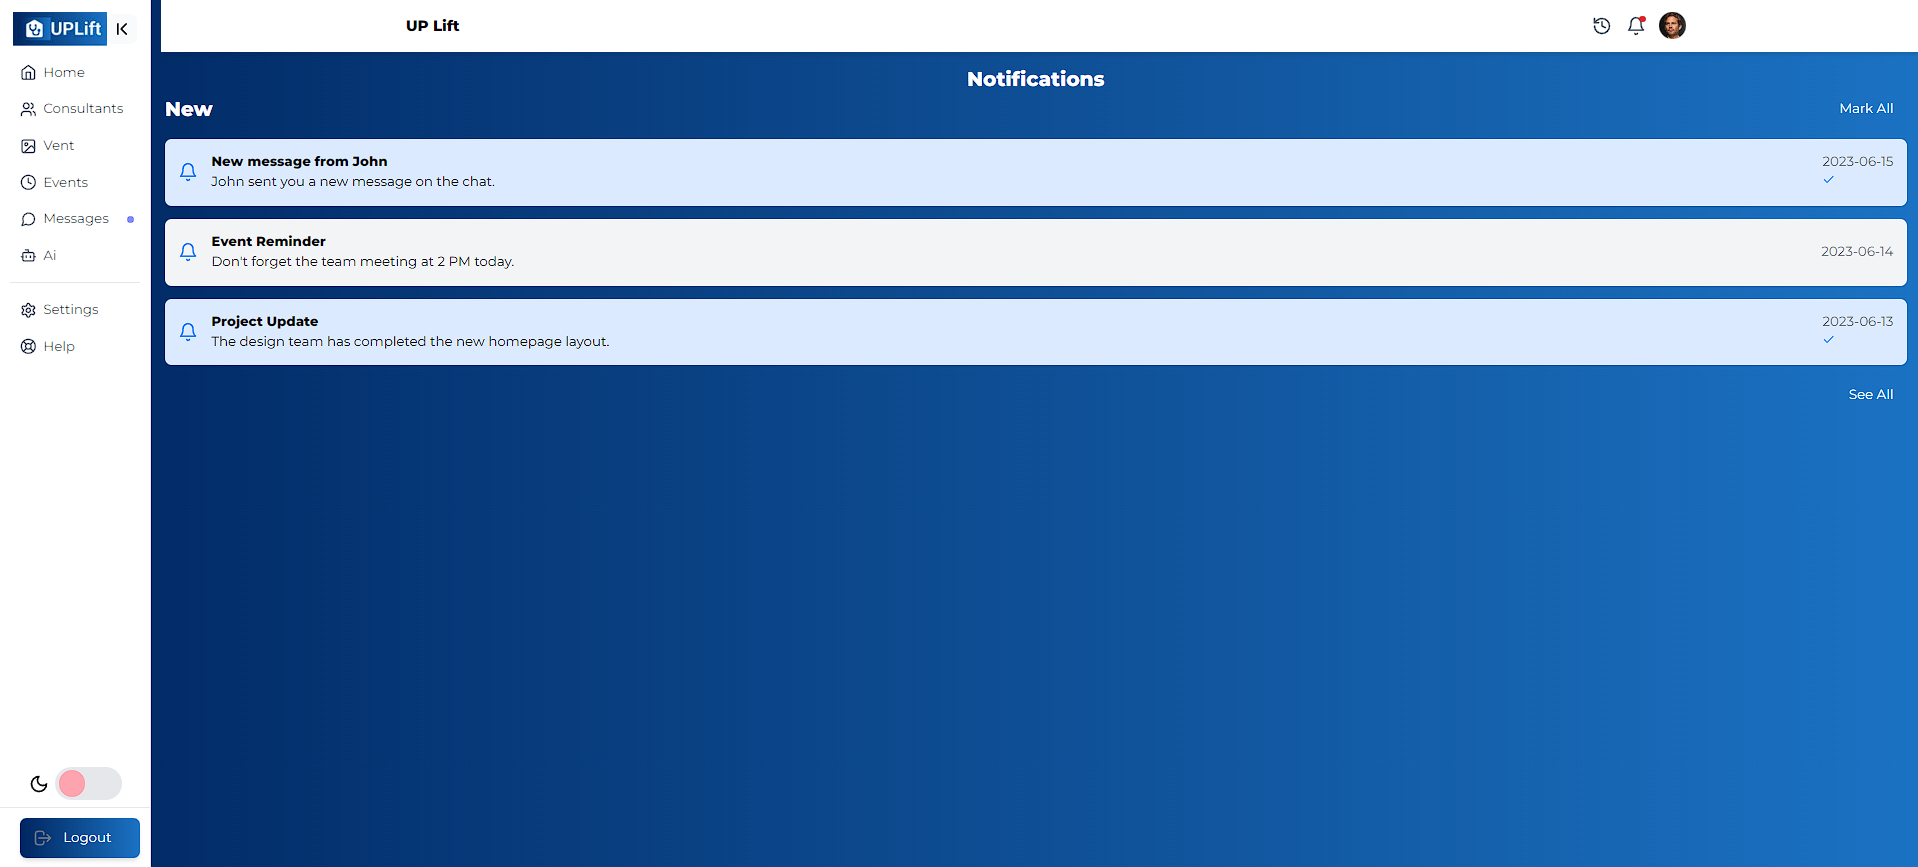 UPLift
Home
Consultants
Vent
Events
Messages
Ai
Settings
Help
Logout
UP Lift
Notifications
New
Mark All
New message from John
John sent you a new message on the chat.
2023-06-15
Event Reminder
Don't forget the team meeting at 2 PM today.
2023-06-14
Project Update
The design team has completed the new homepage layout.
2023-06-13
See All